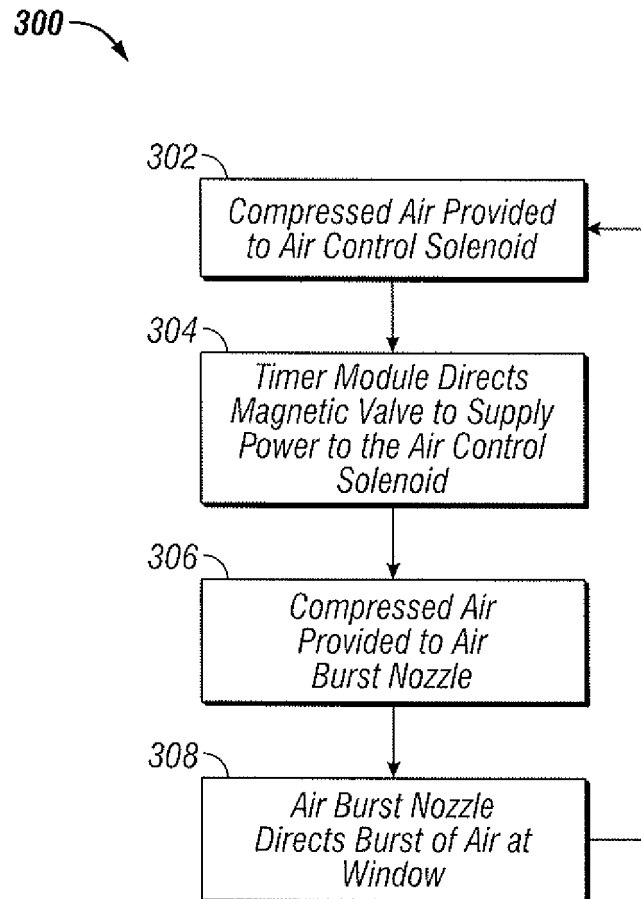 300
302
Compressed Air Provided
to Air Control Solenoid
304
Timer Module Directs
Magnetic Valve to Supply
Power to the Air Control
Solenoid
306
Compressed Air
Provided to Air
Burst Nozzle
308
Air Burst Nozzle
Directs Burst of Air at
Window